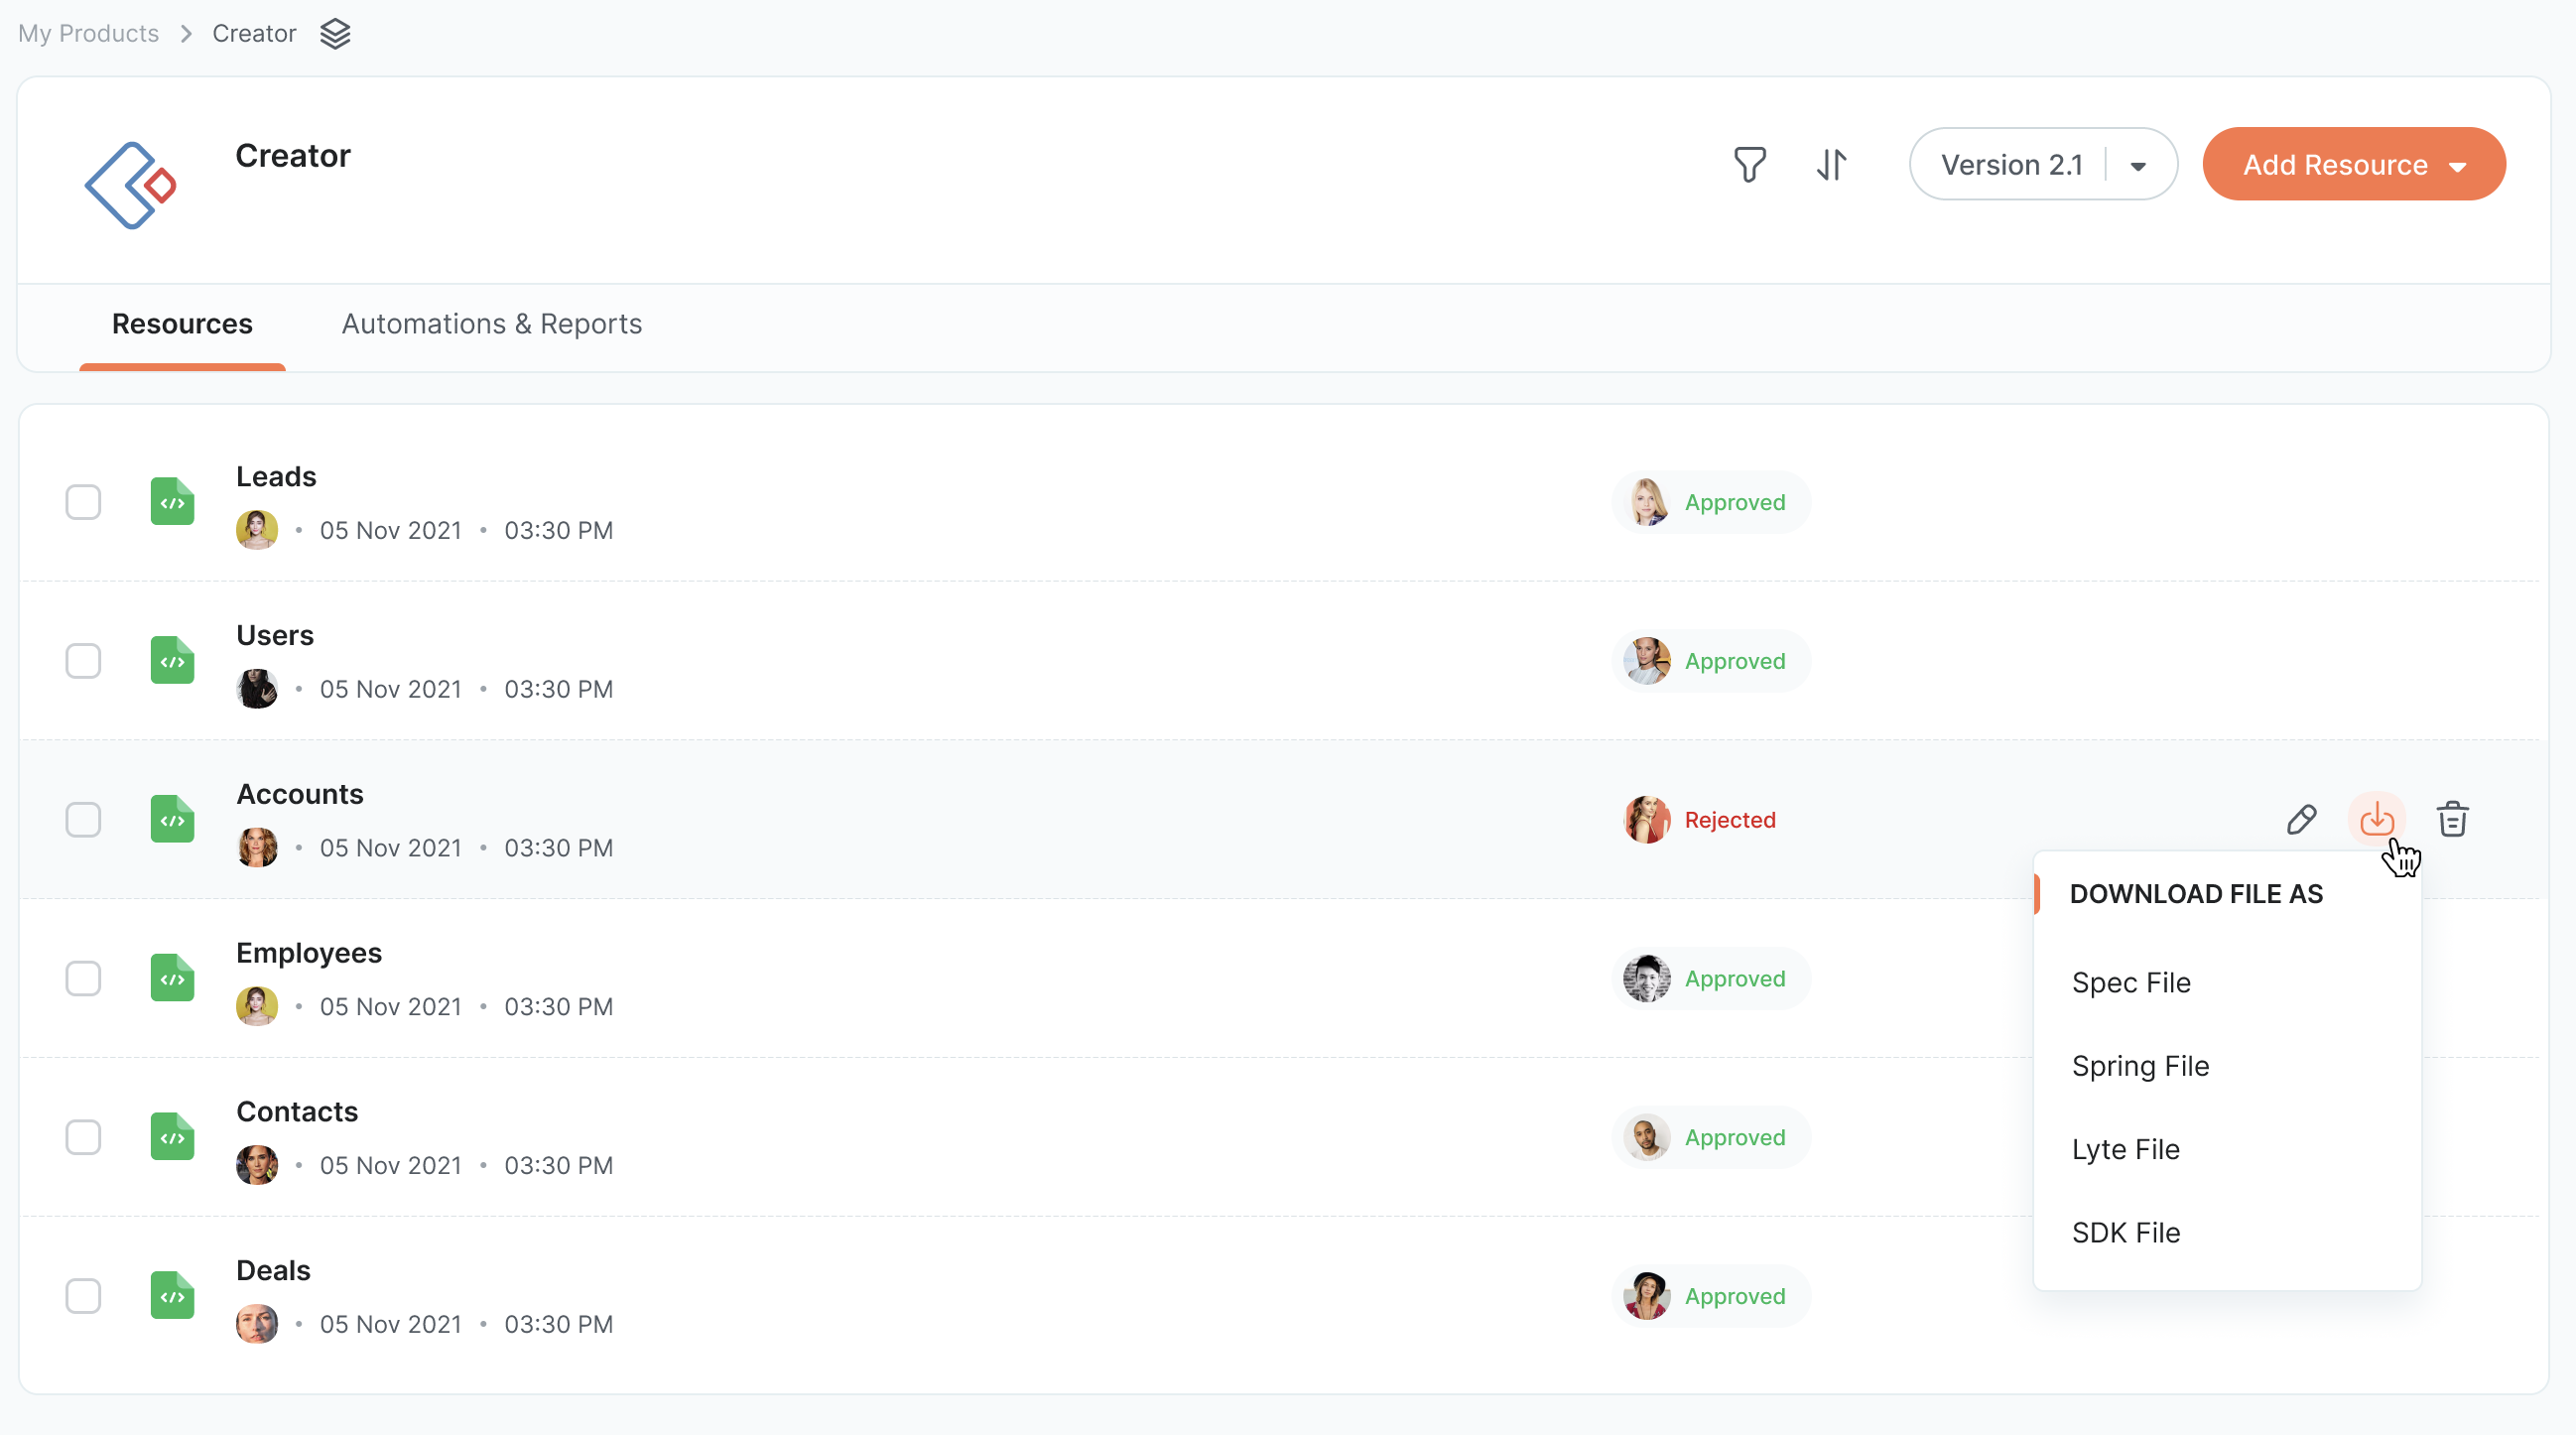 My Products > Creator
Creator
Version 2.1
Add Resource
Resources
Automations & Reports
Leads
• 05 Nov 2021 • 03:30 PM
Approved
Users
• 05 Nov 2021 • 03:30 PM
Approved
Accounts
• 05 Nov 2021 • 03:30 PM
Rejected
DOWNLOAD FILE AS
Spec File
Spring File
Lyte File
SDK File
Employees
• 05 Nov 2021 • 03:30 PM
Approved
Contacts
• 05 Nov 2021 • 03:30 PM
Approved
Deals
• 05 Nov 2021 • 03:30 PM
Approved